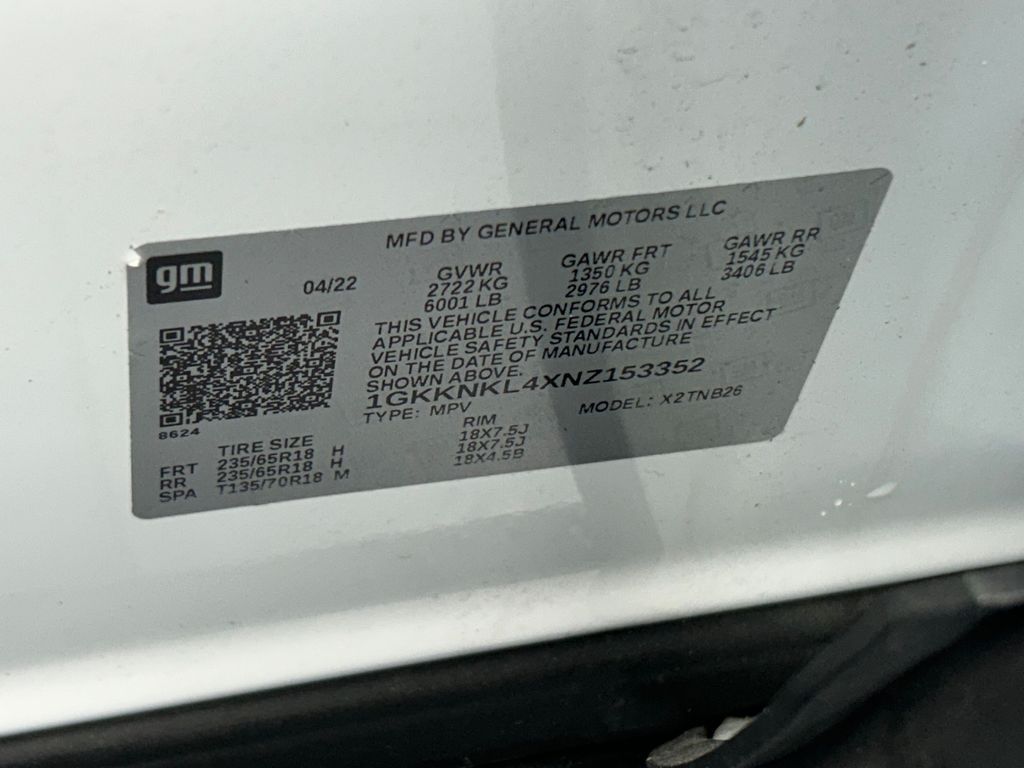 gm
MFD BY GENERAL MOTORS LLC
04/22
GVWR GAWR FRT GAWR RR
2722 KG 1350 KG 1545 KG
6001 LB 2976 LB 3406 LB
THIS VEHICLE CONFORMS TO ALL
APPLICABLE U.S. FEDERAL MOTOR
VEHICLE SAFETY STANDARDS IN EFFECT
ON THE DATE OF MANUFACTURE
SHOWN ABOVE.
1GKKNKL4XNZ153352
TYPE: MPV MODEL: X2TNB26
8624
TIRE SIZE RIM
FRT 235/65R18 H 18X7.5J
RR 235/65R18 H 18X7.5J
SPA T135/70R18 M 18X4.5B